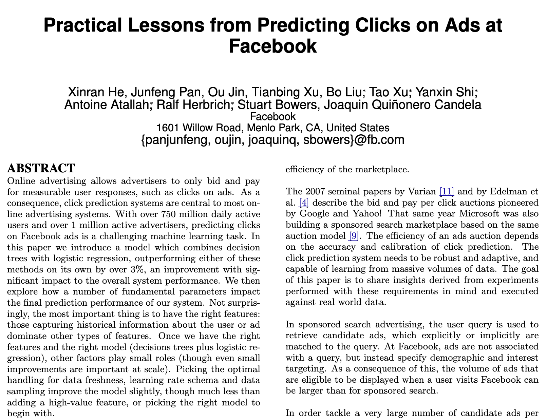 Practical Lessons from Predicting Clicks on Ads at
Facebook
Xinran He, Junfeng Pan, Ou Jin, Tianbing Xu, Bo Liu, Tao Xu, Yanxin Shi,
Antoine Atallah, Ralf Herbrich, Stuart Bowers, Joaquin Quiñonero Candela
Facebook
1601 Willow Road, Menlo Park, CA, United States
{panjunfeng, oujin, joaquinq, sbowers}@fb.com
ABSTRACT
Online advertising allows advertisers to only bid and pay
for measurable user responses, such as clicks on ads. As a
consequence, click prediction systems are central to most on-
line advertising systems. With over 750 million daily active
users and over 1 million active advertisers, predicting clicks
on Facebook ads is a challenging machine learning task. In
this paper we introduce a model which combines decision
trees with logistic regression, outperforming either of these
methods on its own by over 3%, an improvement with sig-
nificant impact to the overall system performance. We then
explore how a number of fundamental parameters impact
the final prediction performance of our system. Not surpris-
ingly, the most important thing is to have the right features:
those capturing historical information about the user or ad
dominate other types of features. Once we have the right
features and the right model (decisions trees plus logistic re-
gression), other factors play small roles (though even small
improvements are important at scale). Picking the optimal
handling for data freshness, learning rate schema and data
sampling improve the model slightly, though much less than
adding a high-value feature, or picking the right model to
begin with.
efficiency of the marketplace.
The 2007 seminal papers by Varian [11] and by Edelman et
al. [4] describe the bid and pay per click auctions pioneered
by Google and Yahoo! That same year Microsoft was also
building a sponsored search marketplace based on the same
auction model [9]. The efficiency of an ads auction depends
on the accuracy and calibration of click prediction. The
click prediction system needs to be robust and adaptive, and
capable of learning from massive volumes of data. The goal
of this paper is to share insights derived from experiments
performed with these requirements in mind and executed
against real world data.
In sponsored search advertising, the user query is used to
retrieve candidate ads, which explicitly or implicitly are
matched to the query. At Facebook, ads are not associated
with a query, but instead specify demographic and interest
targeting. As a consequence of this, the volume of ads that
are eligible to be displayed when a user visits Facebook can
be larger than for sponsored search.
In order tackle a very large number of candidate ads per